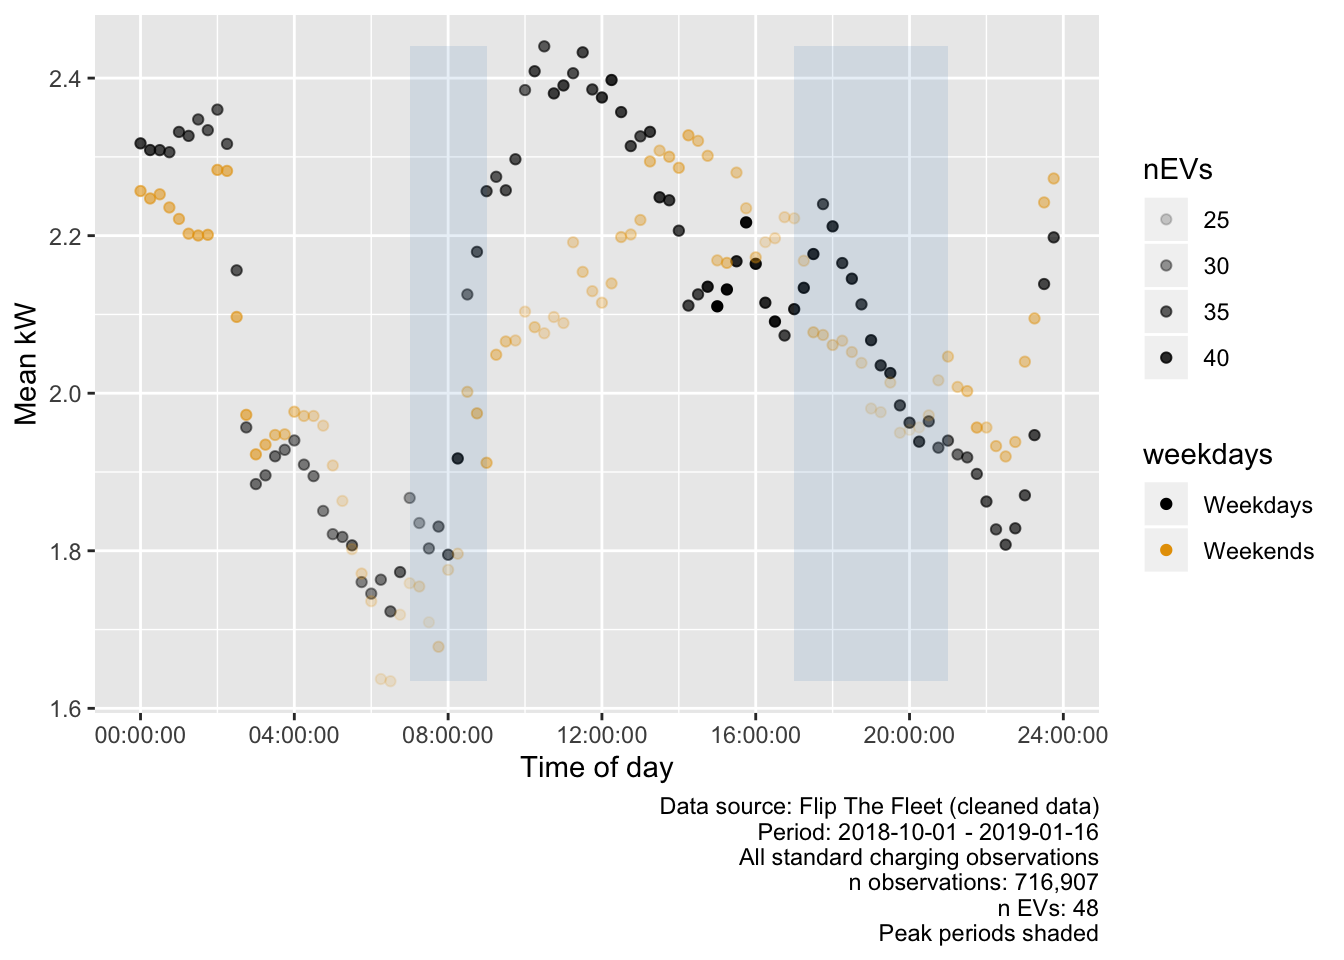 2.4
2.2
2.0
1.8
1.6
Mean kW
00:00:00 04:00:00 08:00:00 12:00:00 16:00:00 20:00:00 24:00:00
Time of day
nEVs
25
30
35
40
weekdays
Weekdays
Weekends
Data source: Flip The Fleet (cleaned data)
Period: 2018-10-01 - 2019-01-16
All standard charging observations
n observations: 716,907
n EVs: 48
Peak periods shaded